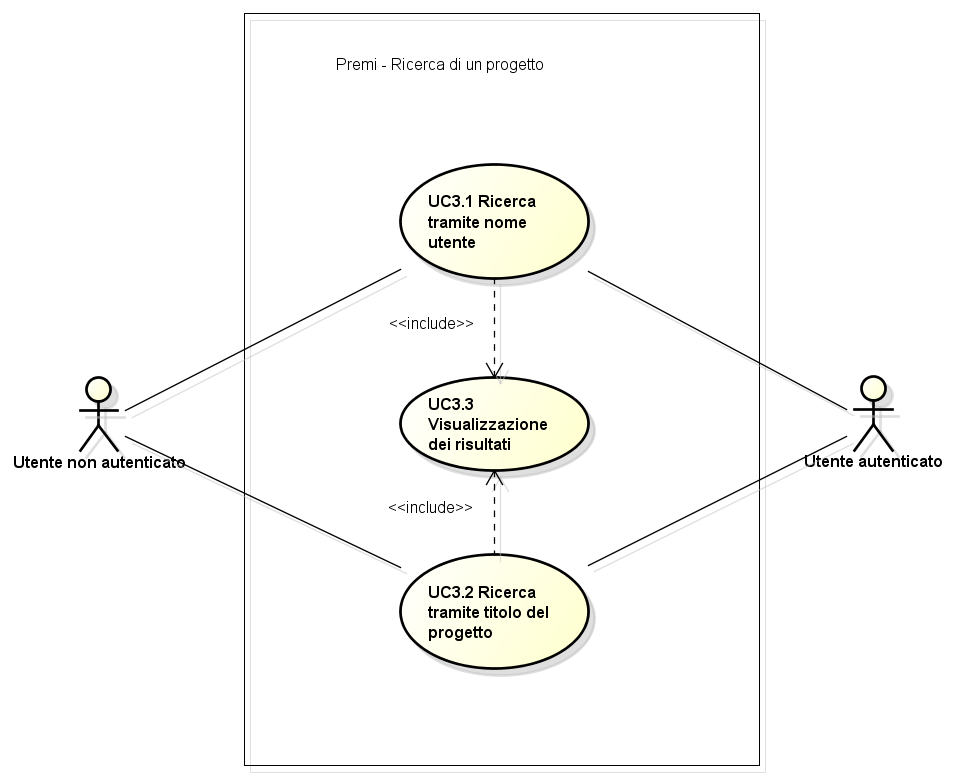 Premi - Ricerca di un progetto
UC3.1 Ricerca
tramite nome
utente
<<include>>
UC3.3
Visualizzazione
dei risultati
Utente non autenticato
Utente autenticato
<<include>>
UC3.2 Ricerca
tramite titolo del
progetto